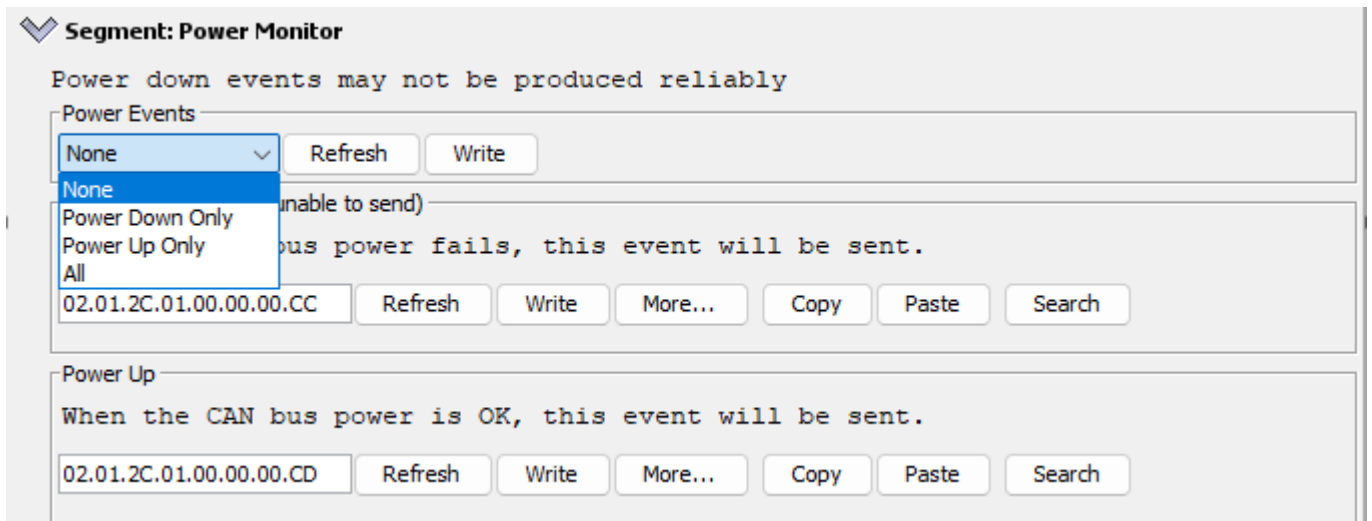 Segment: Power Monitor
Power down events may not be produced reliably
Power Events
None Refresh Write
None
Power Down Only
unable to send)
Power Up Only
power fails, this event will be sent.
All
02.01.2C.01.00.00.00.CC Refresh Write More... Copy Paste Search
Power Up
When the CAN bus power is OK, this event will be sent.
02.01.2C.01.00.00.00.CD Refresh Write More... Copy Paste Search